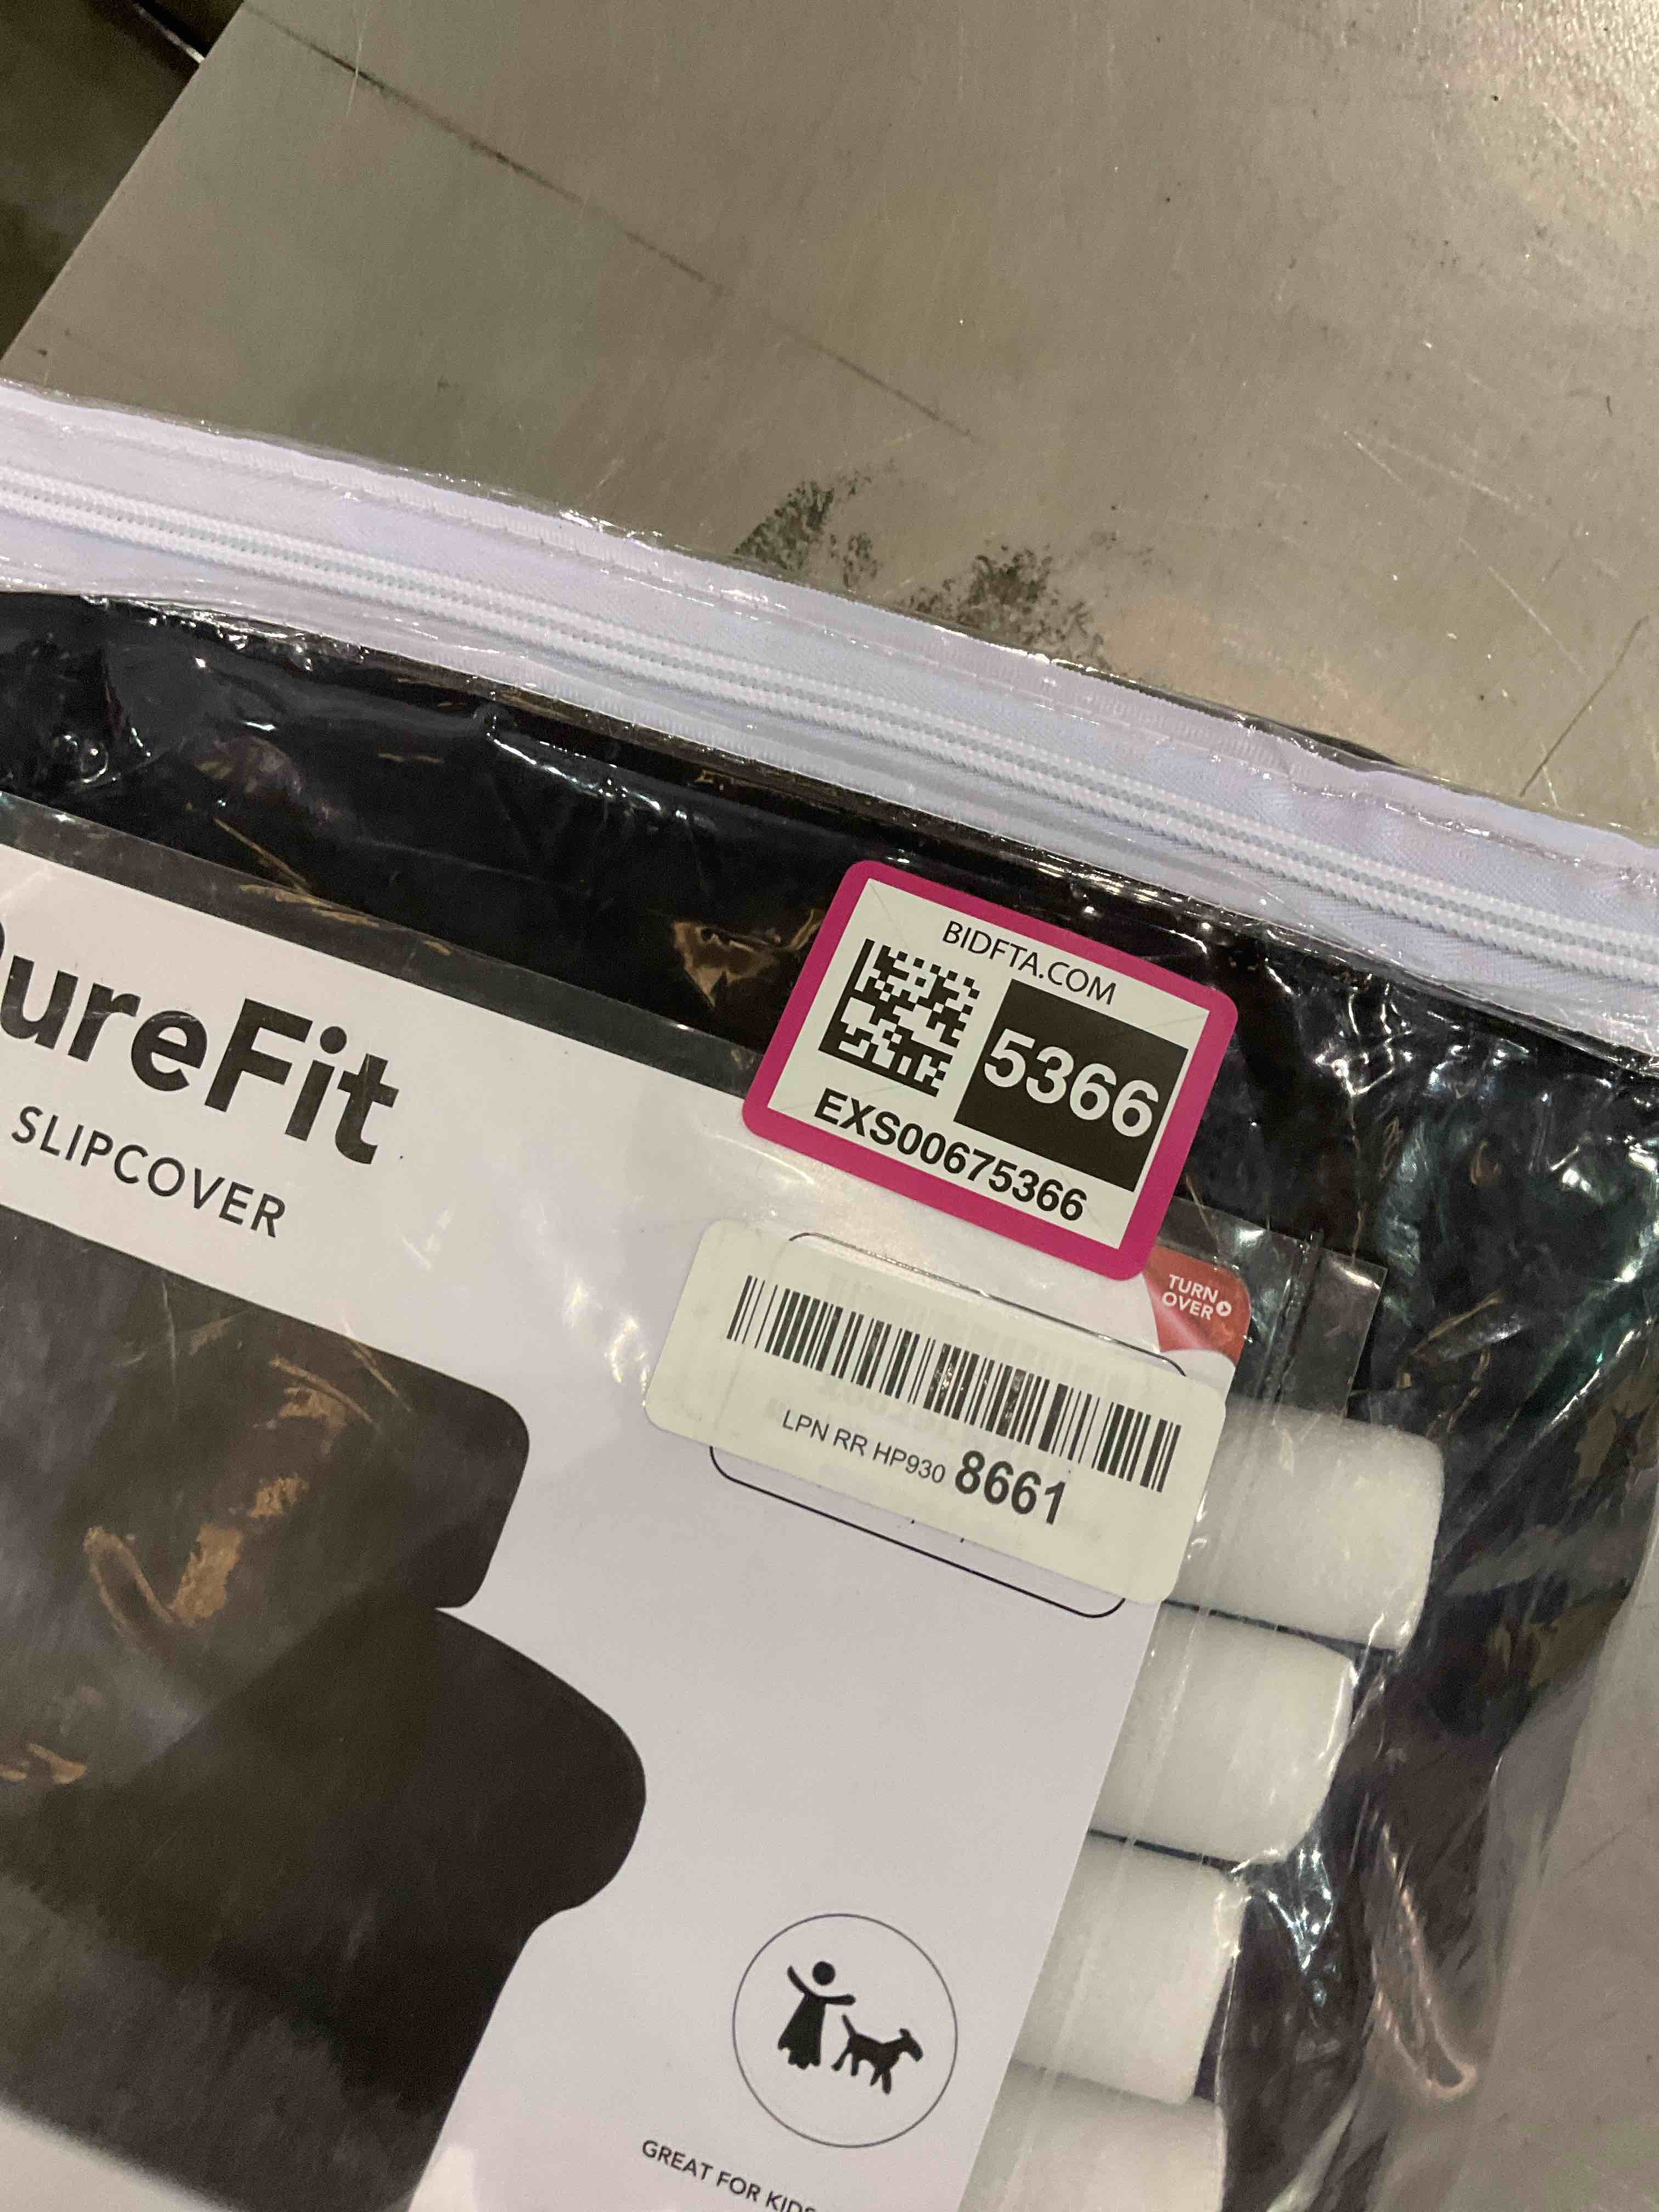 BIDFTA.COM
5366
EXS00675366
ureFit
SLIPCOVER
TURN
OVER
LPN RR HP930 8661
GREAT FOR KIDS